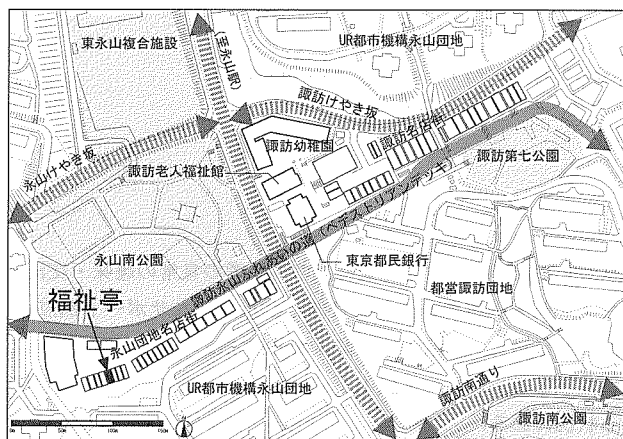 東永山複合施設
(至永山駅)
UR都市機構永山団地
諏訪けやき坂
諏訪名店街
諏訪幼稚園
永山けやき坂
諏訪老人福祉館
諏訪第七公園
諏訪永山ふれあいの道(ペデストリアンデッキ)
東京都民銀行
永山南公園
都営諏訪団地
福祉亭
永山団地名店街
UR都市機構永山団地
諏訪南通り
諏訪南公園
0m 50m 100m 150m